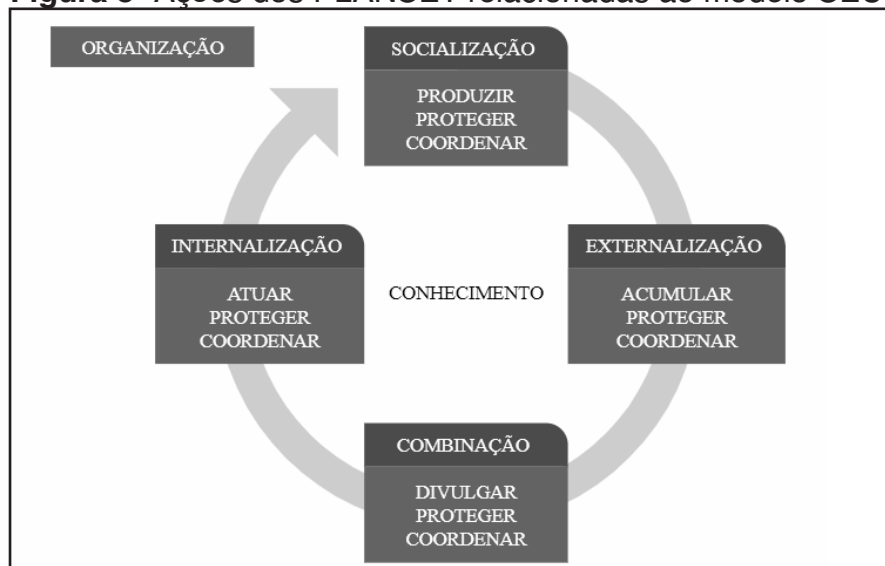 ORGANIZAÇÃO
SOCIALIZAÇÃO
PRODUZIR
PROTEGER
COORDENAR
INTERNALIZAÇÃO
ATUAR
PROTEGER
COORDENAR
CONHECIMENTO
EXTERNALIZAÇÃO
ACUMULAR
PROTEGER
COORDENAR
COMBINAÇÃO
DIVULGAR
PROTEGER
COORDENAR